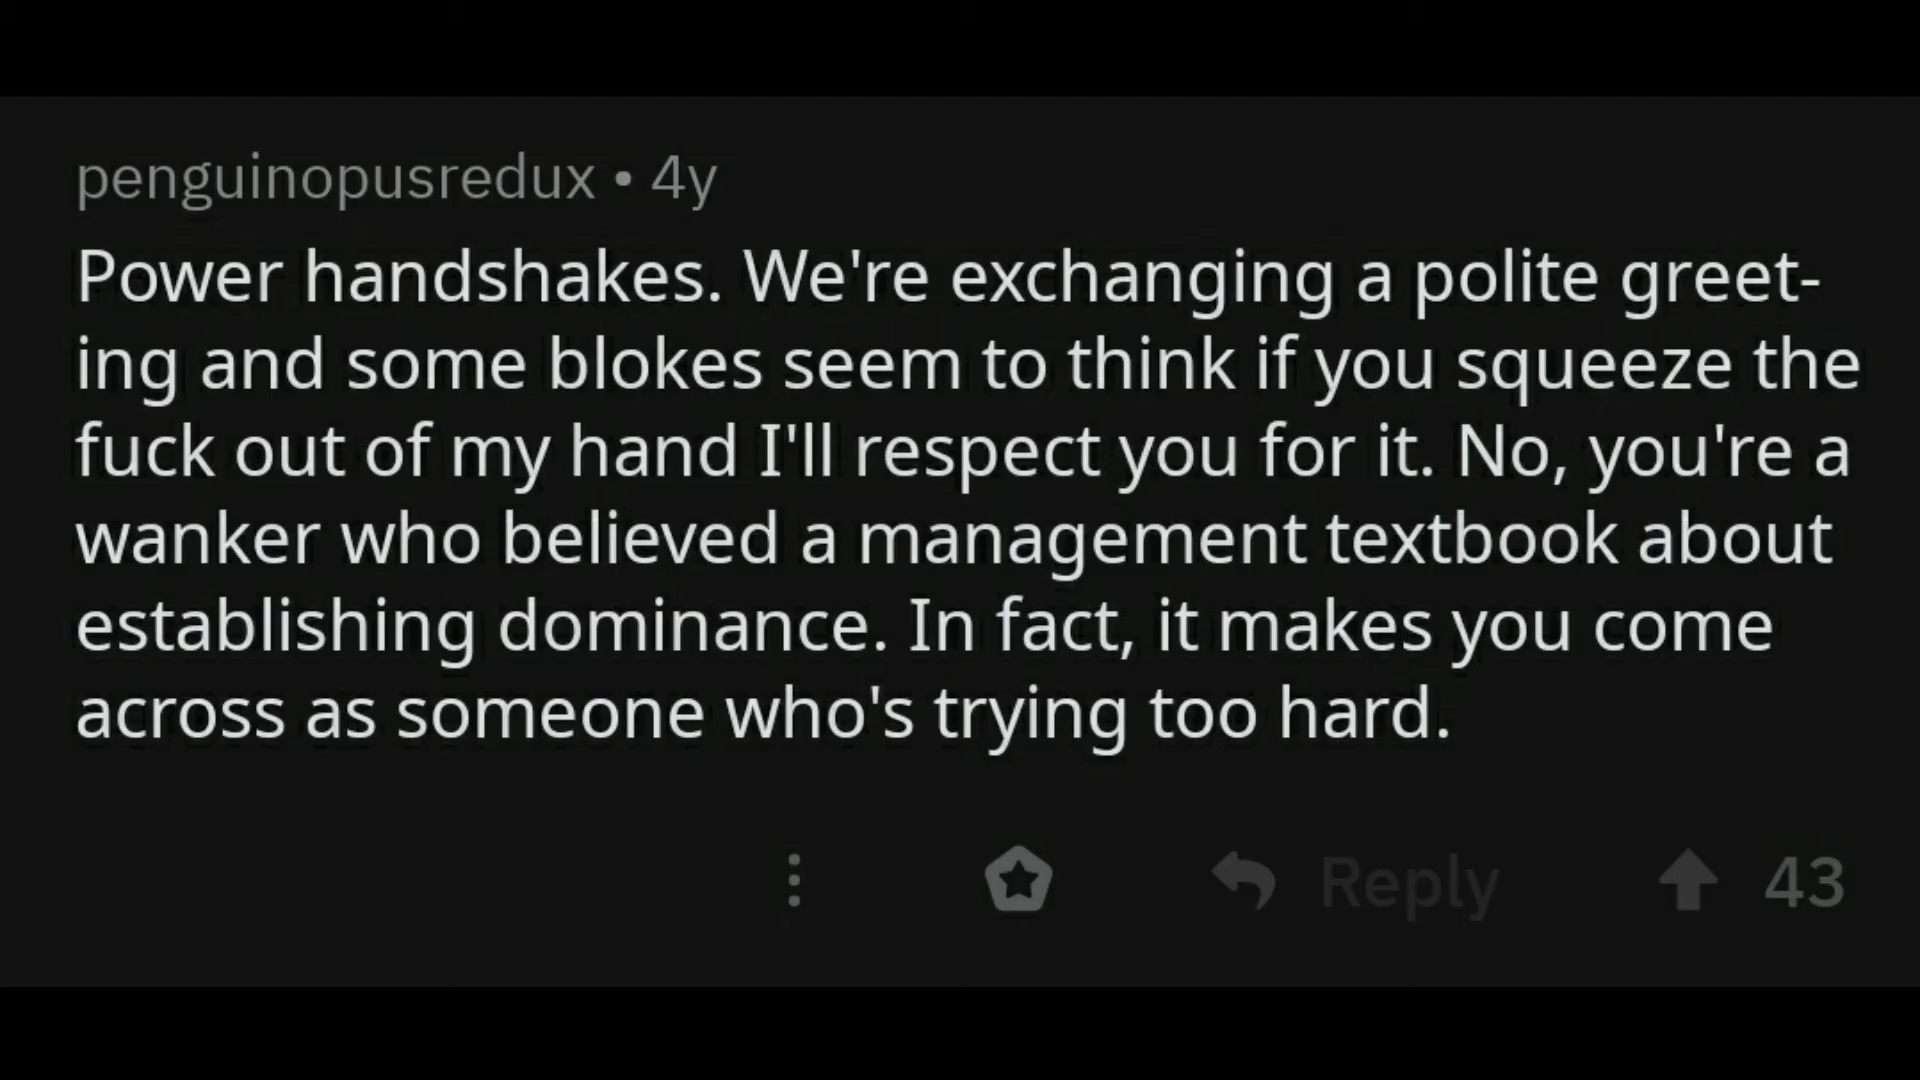 penguinopusredux • 4y
Power handshakes. We're exchanging a polite greet-
ing and some blokes seem to think if you squeeze the
fuck out of my hand I'll respect you for it. No, you're a
wanker who believed a management textbook about
establishing dominance. In fact, it makes you come
across as someone who's trying too hard.
Reply 43